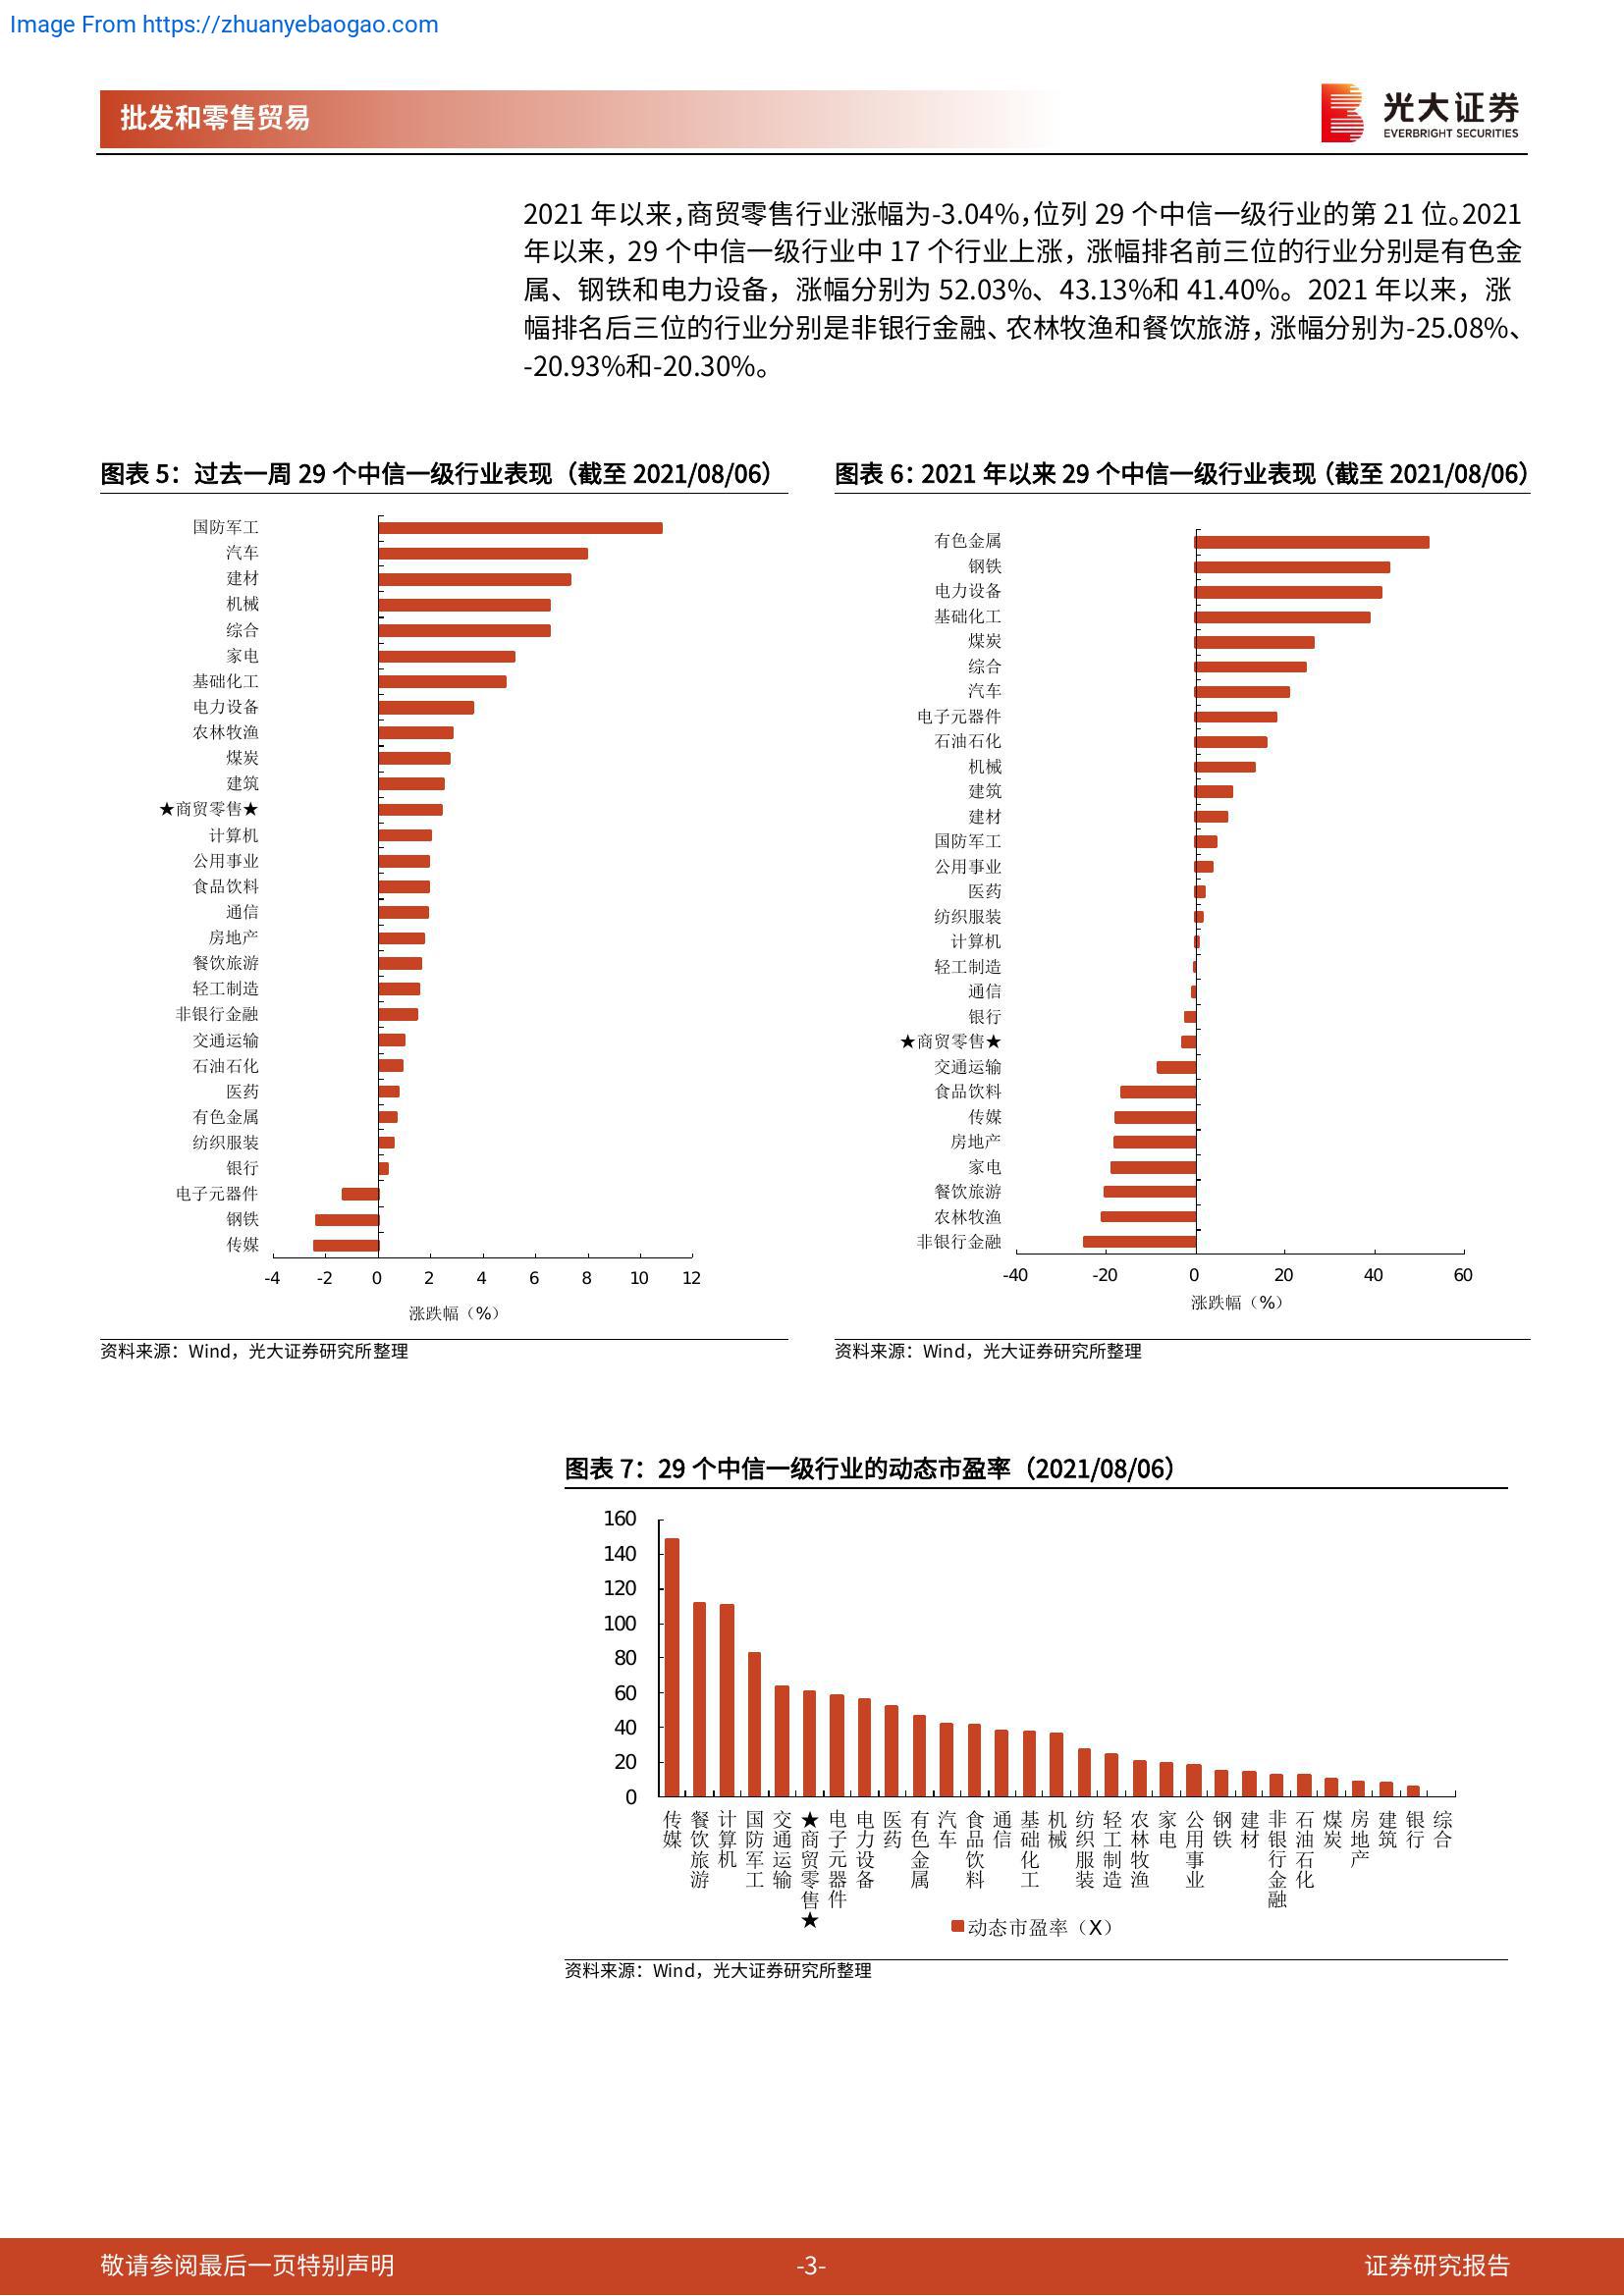 Image From https://zhuanyebaogao.com
批发和零售贸易
光大证券
EVERBRIGHT SECURITIES
2021 年以来，商贸零售行业涨幅为-3.04%，位列 29 个中信一级行业的第 21 位。2021
年以来，29 个中信一级行业中 17 个行业上涨，涨幅排名前三位的行业分别是有色金
属、钢铁和电力设备，涨幅分别为 52.03%、43.13%和 41.40%。2021 年以来，涨
幅排名后三位的行业分别是非银行金融、农林牧渔和餐饮旅游，涨幅分别为-25.08%、
-20.93%和-20.30%。
图表 5：过去一周 29 个中信一级行业表现（截至 2021/08/06）
国防军工
汽车
建材
机械
综合
家电
基础化工
电力设备
农林牧渔
煤炭
建筑
★商贸零售★
计算机
公用事业
食品饮料
通信
房地产
餐饮旅游
轻工制造
非银行金融
交通运输
石油石化
医药
有色金属
纺织服装
银行
电子元器件
钢铁
传媒
-4 -2 0 2 4 6 8 10 12
涨跌幅（%）
资料来源：Wind，光大证券研究所整理
图表 6：2021 年以来 29 个中信一级行业表现（截至 2021/08/06）
有色金属
钢铁
电力设备
基础化工
煤炭
综合
汽车
电子元器件
石油石化
机械
建筑
建材
国防军工
公用事业
医药
纺织服装
计算机
轻工制造
通信
银行
★商贸零售★
交通运输
食品饮料
传媒
房地产
家电
餐饮旅游
农林牧渔
非银行金融
-40 -20 0 20 40 60
涨跌幅（%）
资料来源：Wind，光大证券研究所整理
图表 7：29 个中信一级行业的动态市盈率（2021/08/06）
160
140
120
100
80
60
40
20
0
传媒
餐饮旅游
计算机
国防军工
交通运输
★商贸零售★
电子元器件
电力设备
医药
有色金属
汽车
食品饮料
通信
基础化工
机械
纺织服装
轻工制造
农林牧渔
家电
公用事业
钢铁
建材
非银行金融
石油石化
煤炭
房地产
建筑
银行
综合
动态市盈率（X）
资料来源：Wind，光大证券研究所整理
敬请参阅最后一页特别声明
-3-
证券研究报告